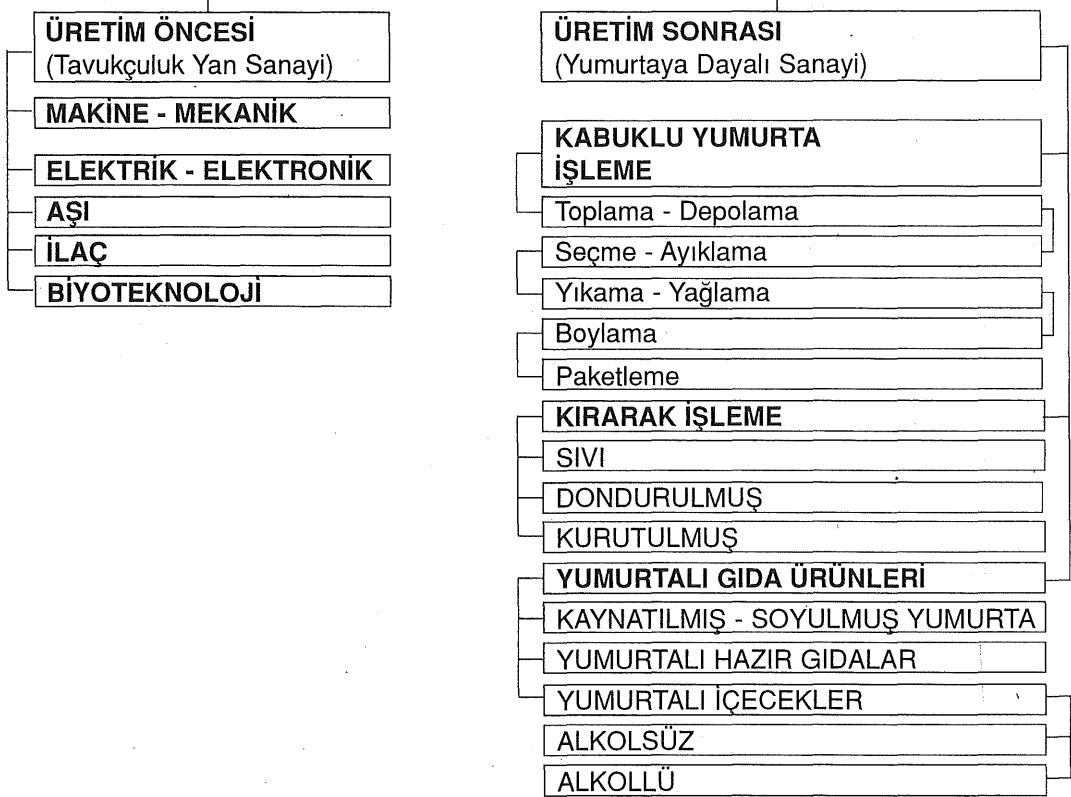 ÜRETİM ÖNCESİ
(Tavukçuluk Yan Sanayi)
MAKİNE - MEKANİK
ELEKTRİK - ELEKTRONİK
AŞI
İLAÇ
BİYOTEKNOLOJİ
ÜRETİM SONRASI
(Yumurtaya Dayalı Sanayi)
KABUKLU YUMURTA
İŞLEME
Toplama - Depolama
Seçme - Ayıklama
Yıkama - Yağlama
Boylama
Paketleme
KIRARAK İŞLEME
SIVI
DONDURULMUŞ
KURUTULMUŞ
YUMURTALI GIDA ÜRÜNLERİ
KAYNATILMIŞ - SOYULMUŞ YUMURTA
YUMURTALI HAZIR GIDALAR
YUMURTALI İÇECEKLER
ALKOLSÜZ
ALKOLLÜ